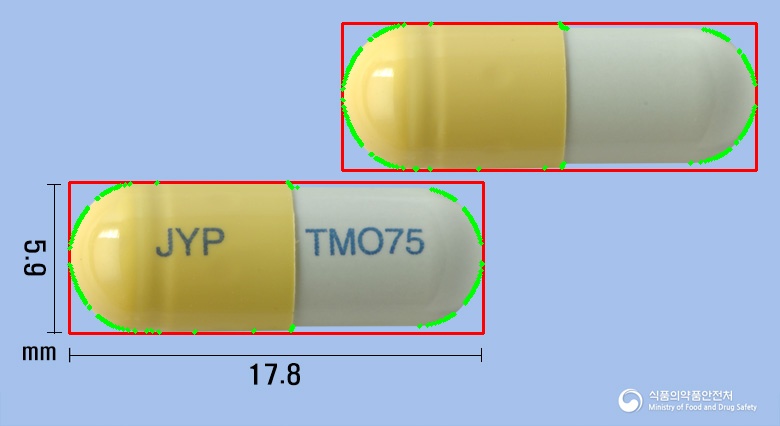 JYP TMO75
5.9
mm
17.8
식품의약품안전처
Ministry of Food and Drug Safety